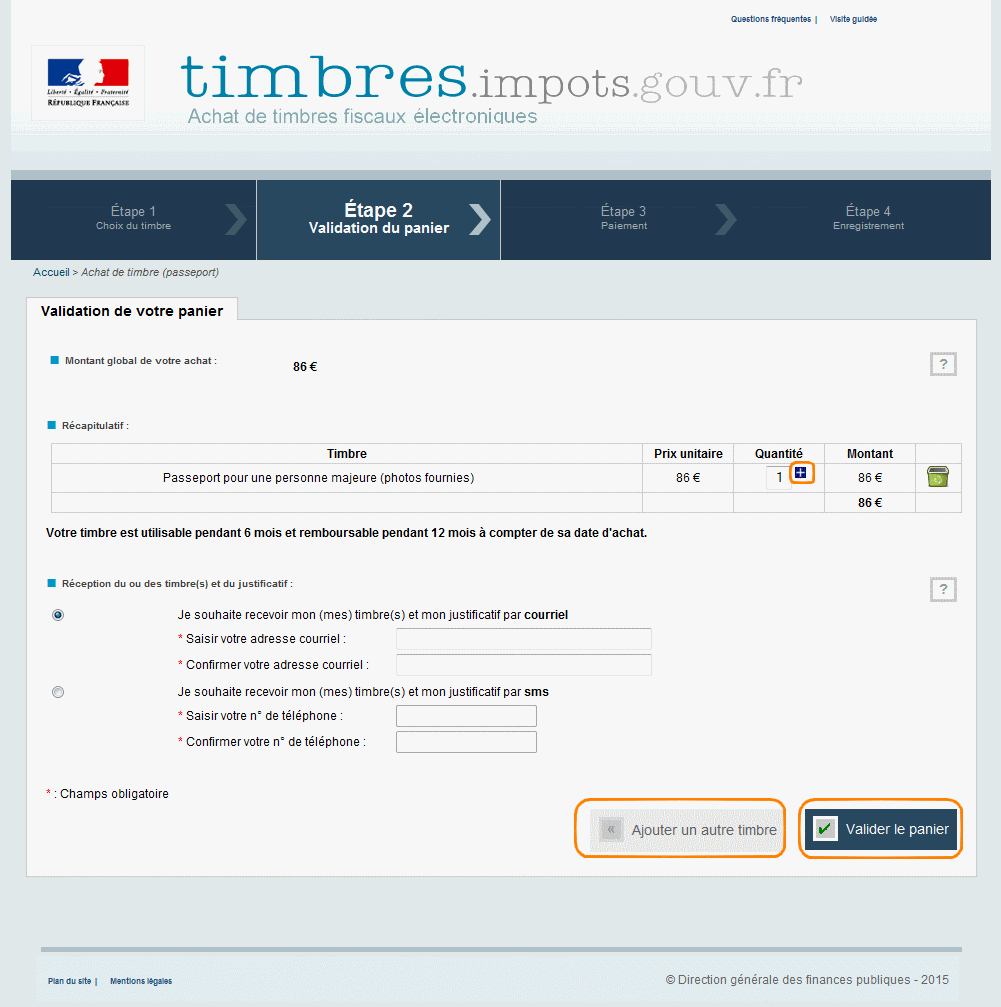 Questions fréquentes | Visite guidée
Liberté • Égalité • Fraternité
RÉPUBLIQUE FRANÇAISE
timbres.impots.gouv.fr
Achat de timbres fiscaux électroniques
Étape 1
Choix du timbre
Étape 2
Validation du panier
Étape 3
Paiement
Étape 4
Enregistrement
Accueil > Achat de timbre (passeport)
Validation de votre panier
Montant global de votre achat : 86 €
?
Récapitulatif :
Timbre Prix unitaire Quantité Montant
Passeport pour une personne majeure (photos fournies) 86 € 1 86 €
86 €
Votre timbre est utilisable pendant 6 mois et remboursable pendant 12 mois à compter de sa date d'achat.
Réception du ou des timbre(s) et du justificatif :
?
Je souhaite recevoir mon (mes) timbre(s) et mon justificatif par courriel
* Saisir votre adresse courriel :
* Confirmer votre adresse courriel :
Je souhaite recevoir mon (mes) timbre(s) et mon justificatif par sms
* Saisir votre n° de téléphone :
* Confirmer votre n° de téléphone :
* : Champs obligatoire
« Ajouter un autre timbre
Valider le panier
Plan du site | Mentions légales
© Direction générale des finances publiques - 2015